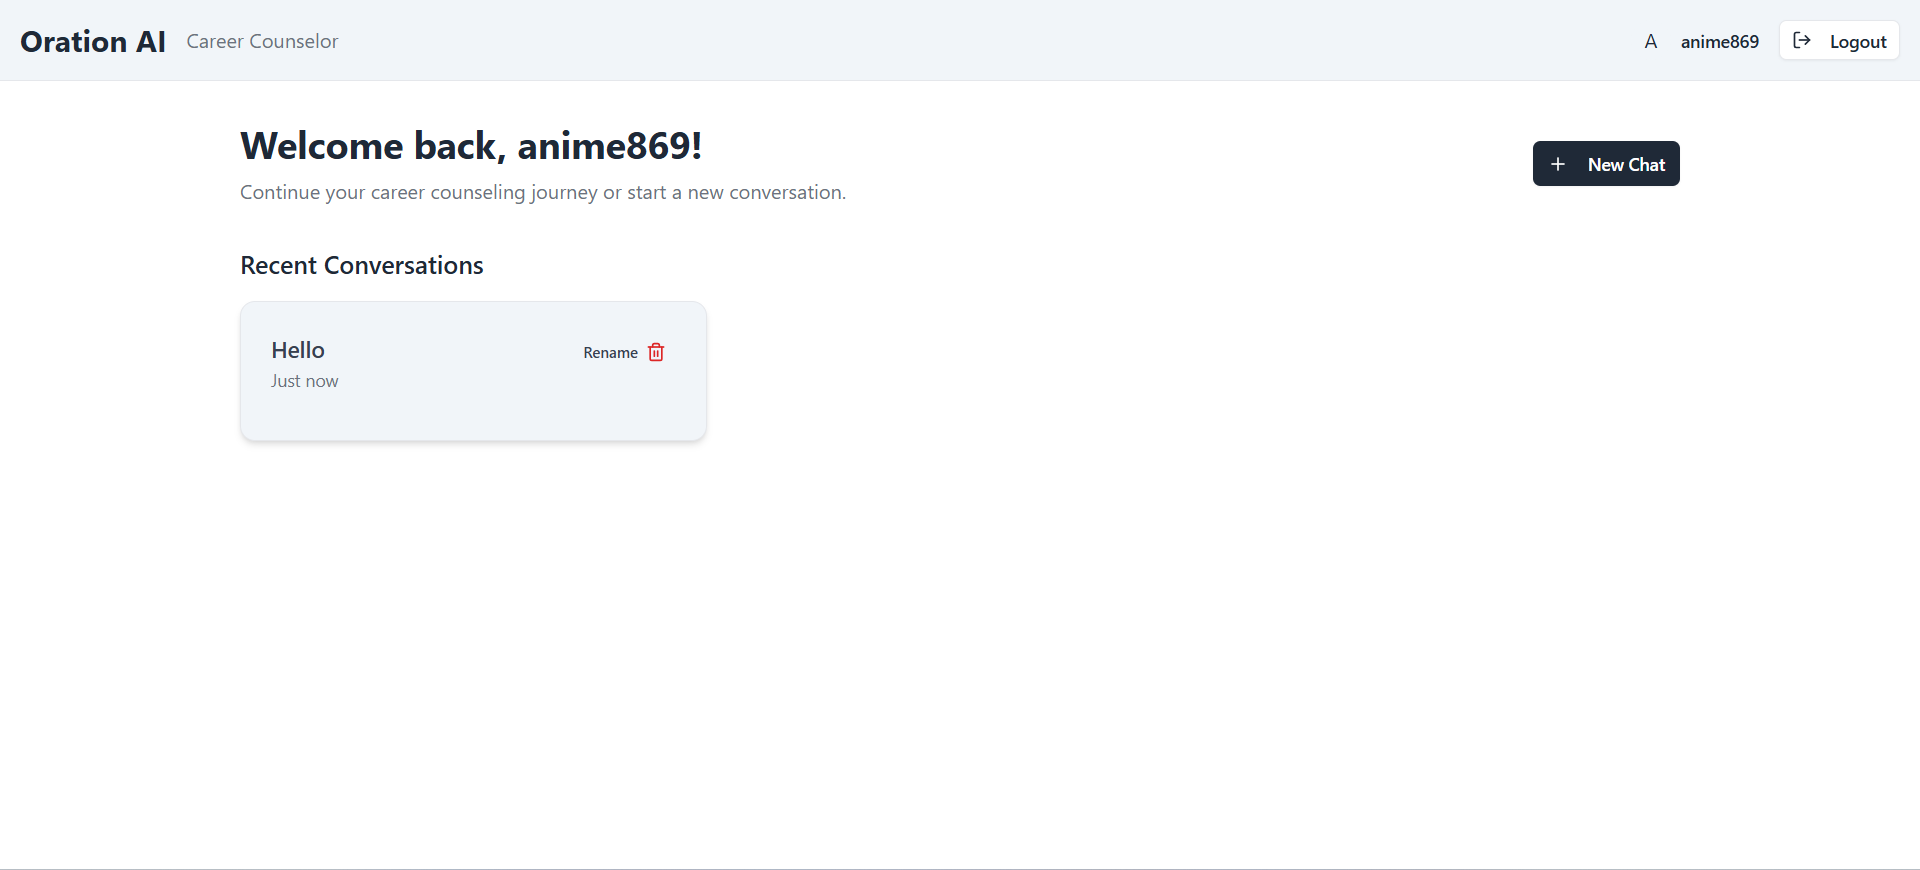 Oration AI Career Counselor A anime869 Logout
Welcome back, anime869!
Continue your career counseling journey or start a new conversation.
New Chat
Recent Conversations
Hello
Rename
Just now